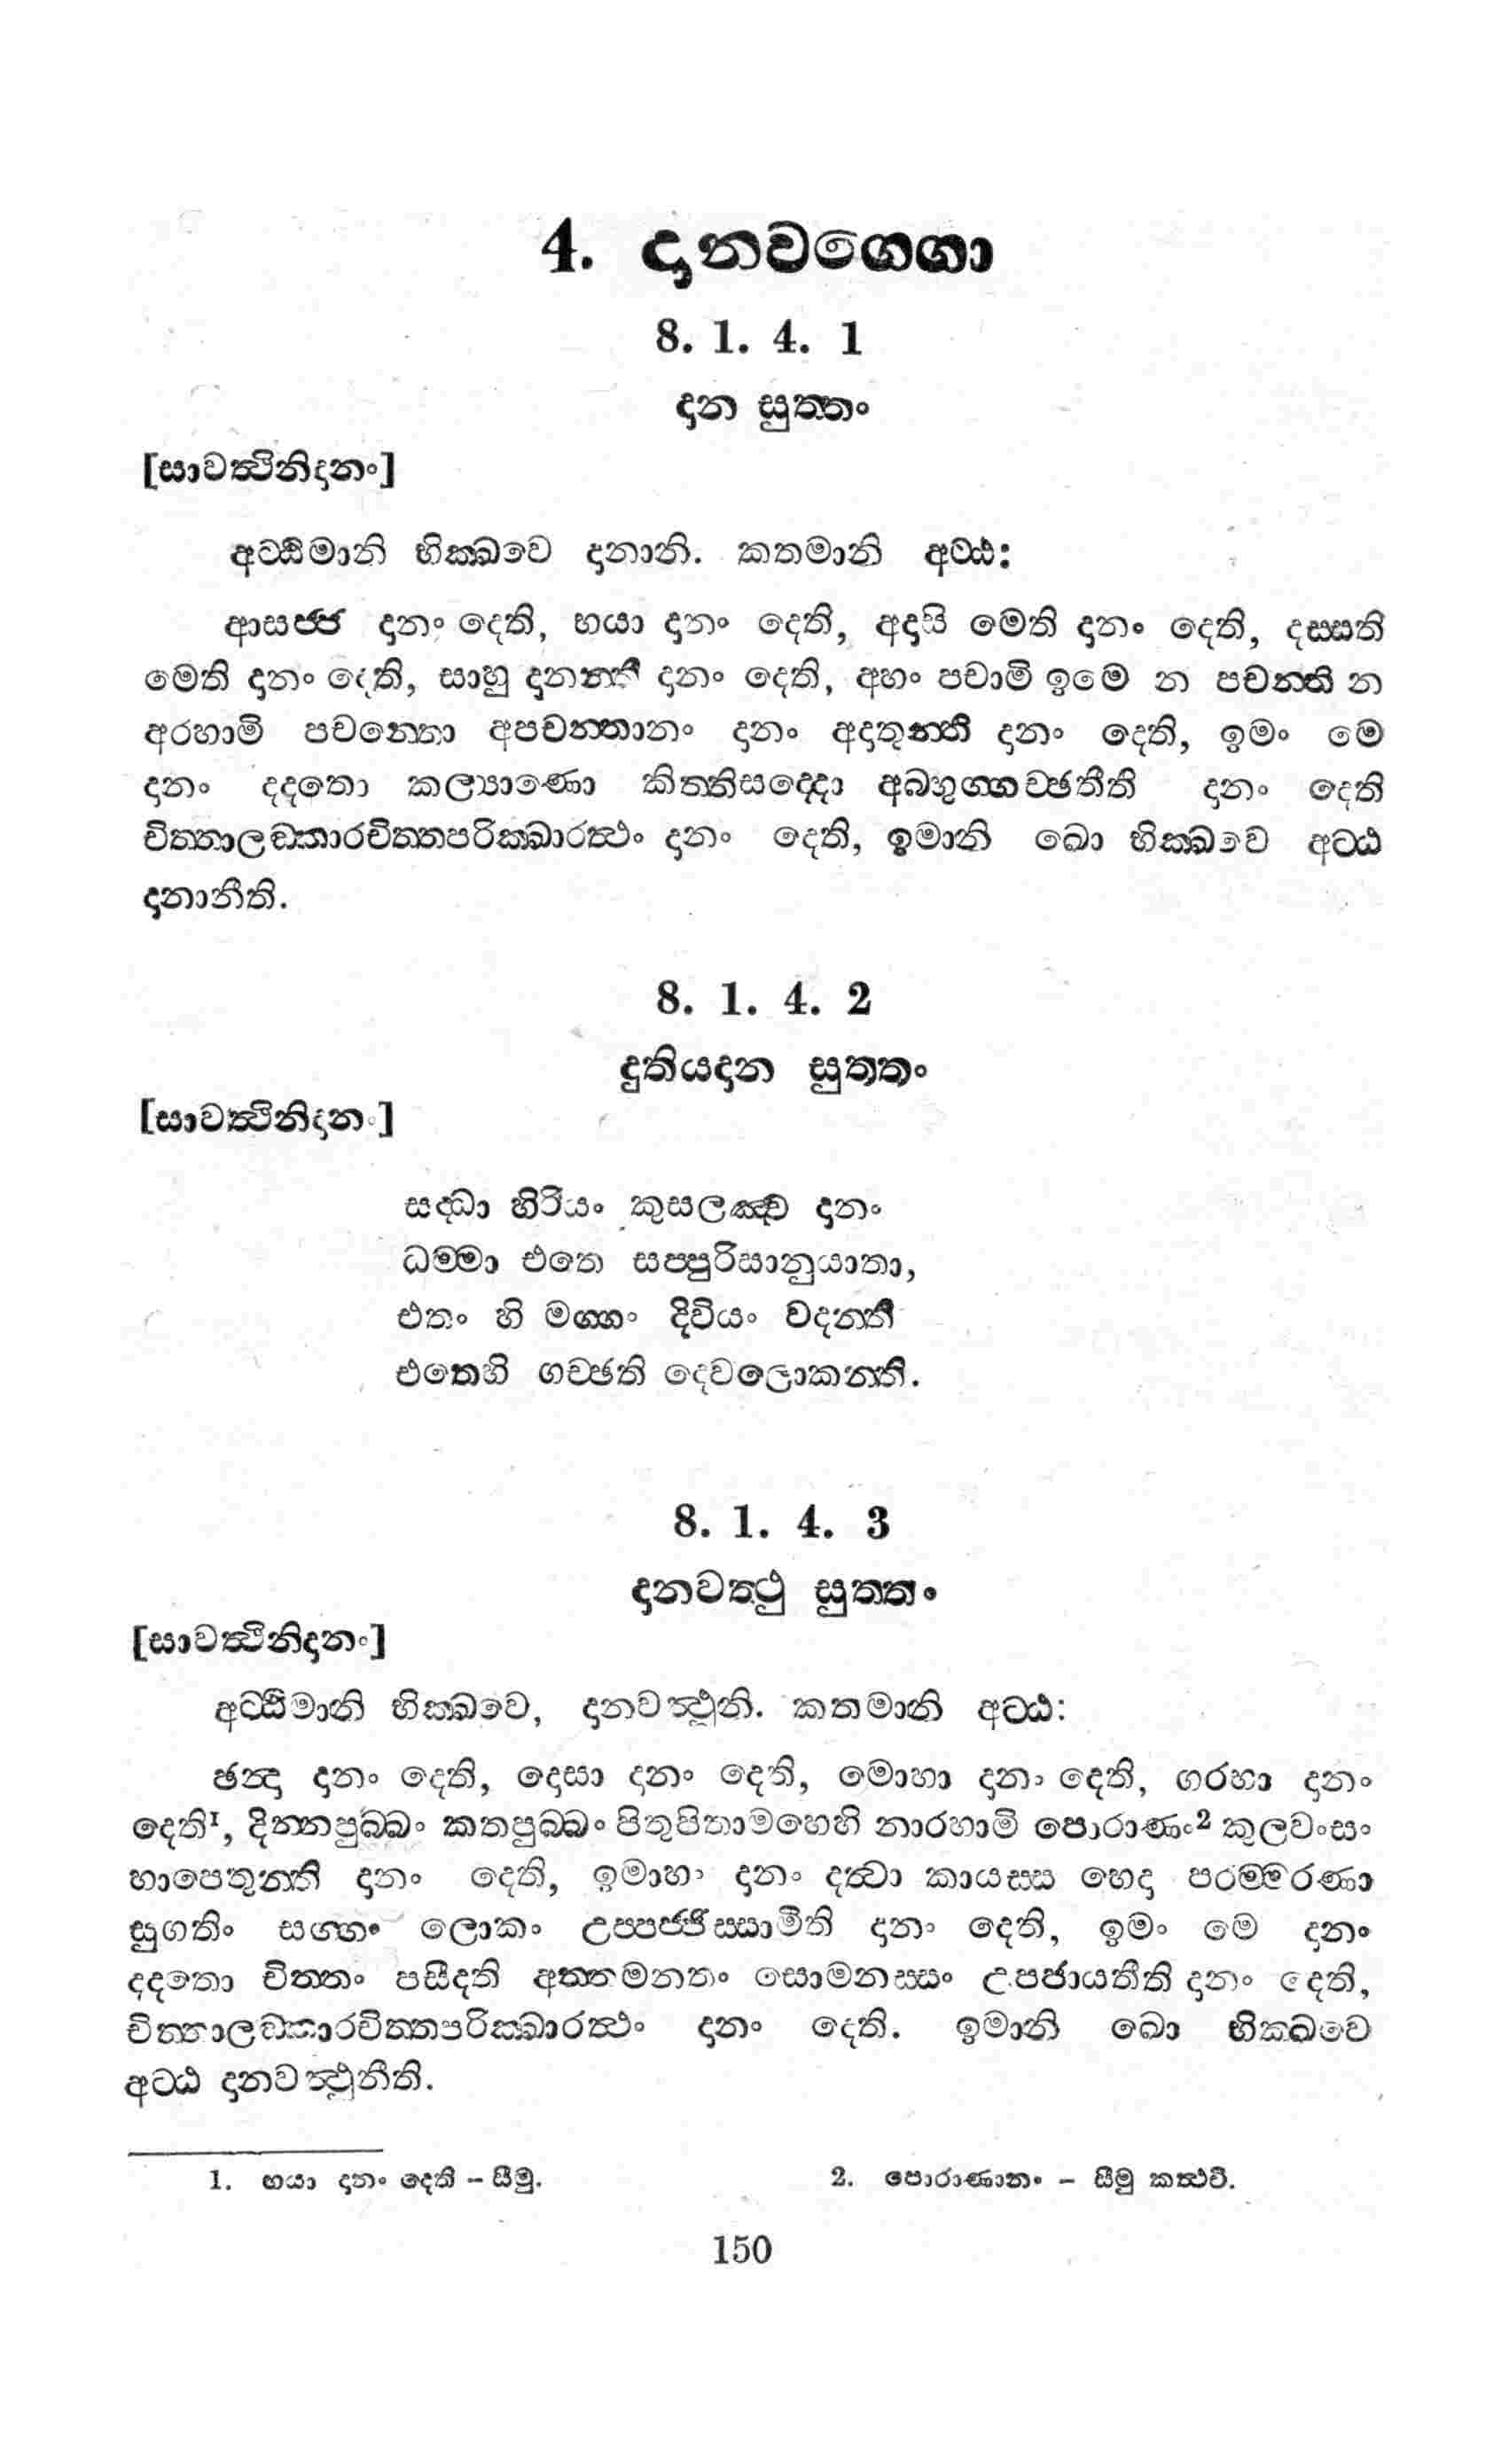 4. දානවග්ගො
8. 1. 4. 1
දාන සුත්තං
[සාවත්ථිනිදානං]
අට්ඨිමානි භික්ඛවෙ දානානි. කතමානි අට්ඨ:
ආසජ්ජ දානං දෙති, භයා දානං දෙති, අදාසි මෙති දානං දෙති, දස්සති
මෙති දානං දෙති, සාහු දානන්ති දානං දෙති, අහං පචාමි ඉමෙ න පචන්ති න
අරහාමි පචන්තො අපචන්තානං දානං අදාතුන්ති දානං දෙති, ඉමං මෙ
දානං දදතො කල්‍යාණො කිත්තිසද්දො අබහුග්ගච්ඡතීති දානං දෙති
චිත්තාලඞ්කාරචිත්තපරික්ඛාරත්ථං දානං දෙති, ඉමානි ඛො භික්ඛවෙ අට්ඨ
දානානීති.
8. 1. 4. 2
දුතියදාන සුත්තං
[සාවත්ථිනිදානං]
සද්ධා හිරියං කුසලඤ්ච දානං
ධම්මා එතෙ සප්පුරිසානුයාතා,
එතං හි මග්ගං දිවියං වදන්ති
එතෙහි ගච්ඡති දෙවලොකන්ති.
8. 1. 4. 3
දානවත්ථු සුත්තං
[සාවත්ථිනිදානං]
අට්ඨිමානි භික්ඛවෙ, දානවත්ථූනි. කතමානි අට්ඨ:
ඡන්දා දානං දෙති, දොසා දානං දෙති, මොහා දානං දෙති, ගරහා දානං
දෙති¹, දින්නපුබ්බං කතපුබ්බං පිතුපිතාමහෙහි නාරහාමි පොරාණං² කුලවංසං
හාපෙතුන්ති දානං දෙති, ඉමාහං දානං දත්වා කායස්ස භෙදා පරම්මරණා
සුගතිං සග්ගං ලොකං උප්පජ්ජිස්සාමීති දානං දෙති, ඉමං මෙ දානං
දදතො චිත්තං පසීදති අත්තමනතං සොමනස්සං උපජායතීති දානං දෙති,
චිත්තාලඞ්කාරචිත්තපරික්ඛාරත්ථං දානං දෙති. ඉමානි ඛො භික්ඛවෙ
අට්ඨ දානවත්ථූනීති.
1. භයා දානං දෙති – සීමු.
2. පොරාණානං – සීමු කත්ථචි.
150